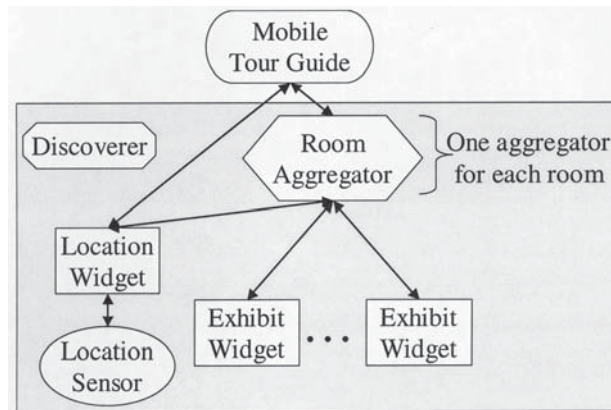 Mobile
Tour Guide
Discoverer
Room
Aggregator
One aggregator
for each room
Location
Widget
Exhibit
Widget
...
Exhibit
Widget
Location
Sensor